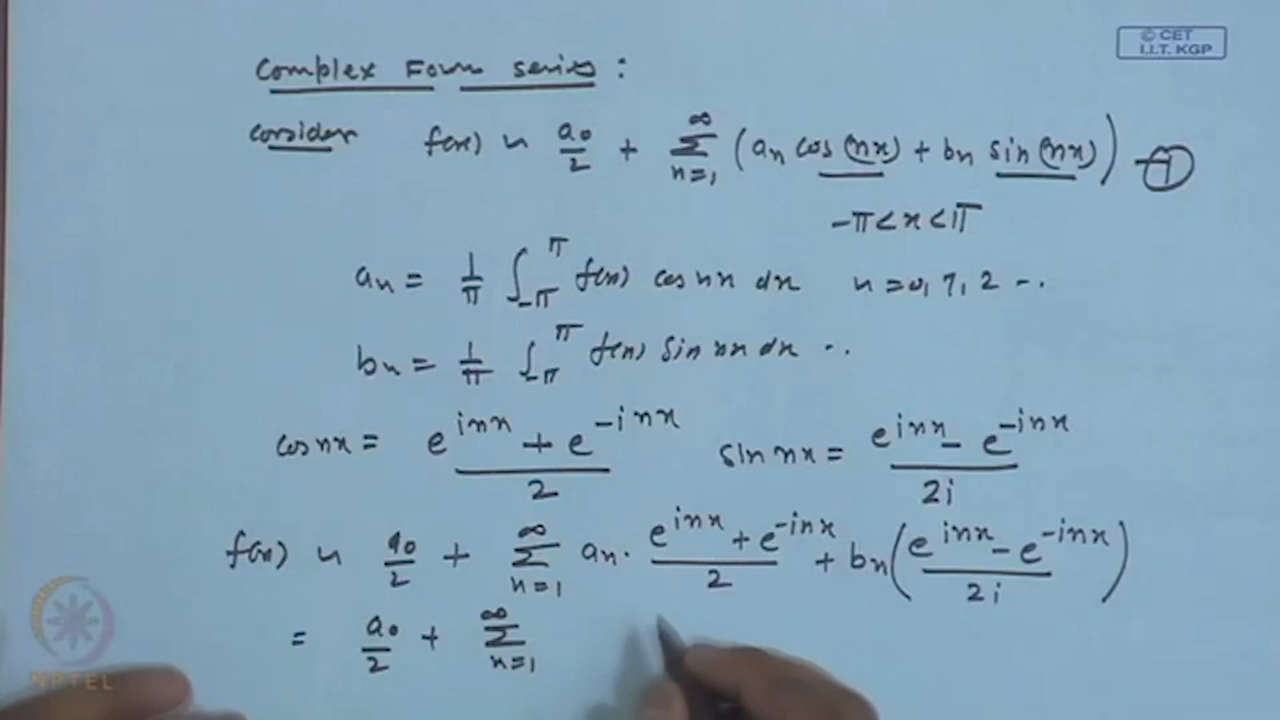 © CET
I.I.T. KGP
Complex Fourier series :
Consider f(x) ~ a₀/2 + Σ_{n=1}^{∞} (aₙ cos(nx) + bₙ sin(nx)) — ①
-π < x < π
aₙ = 1/π ∫_{-π}^{π} f(x) cos nx dx n = 0, 1, 2 ...
bₙ = 1/π ∫_{-π}^{π} f(x) sin nx dx ..
cos nx = (e^{inx} + e^{-inx})/2 sin nx = (e^{inx} - e^{-inx})/2i
f(x) ~ a₀/2 + Σ_{n=1}^{∞} aₙ · (e^{inx} + e^{-inx})/2 + bₙ ((e^{inx} - e^{-inx})/2i)
= a₀/2 + Σ_{n=1}^{∞}
NPTEL